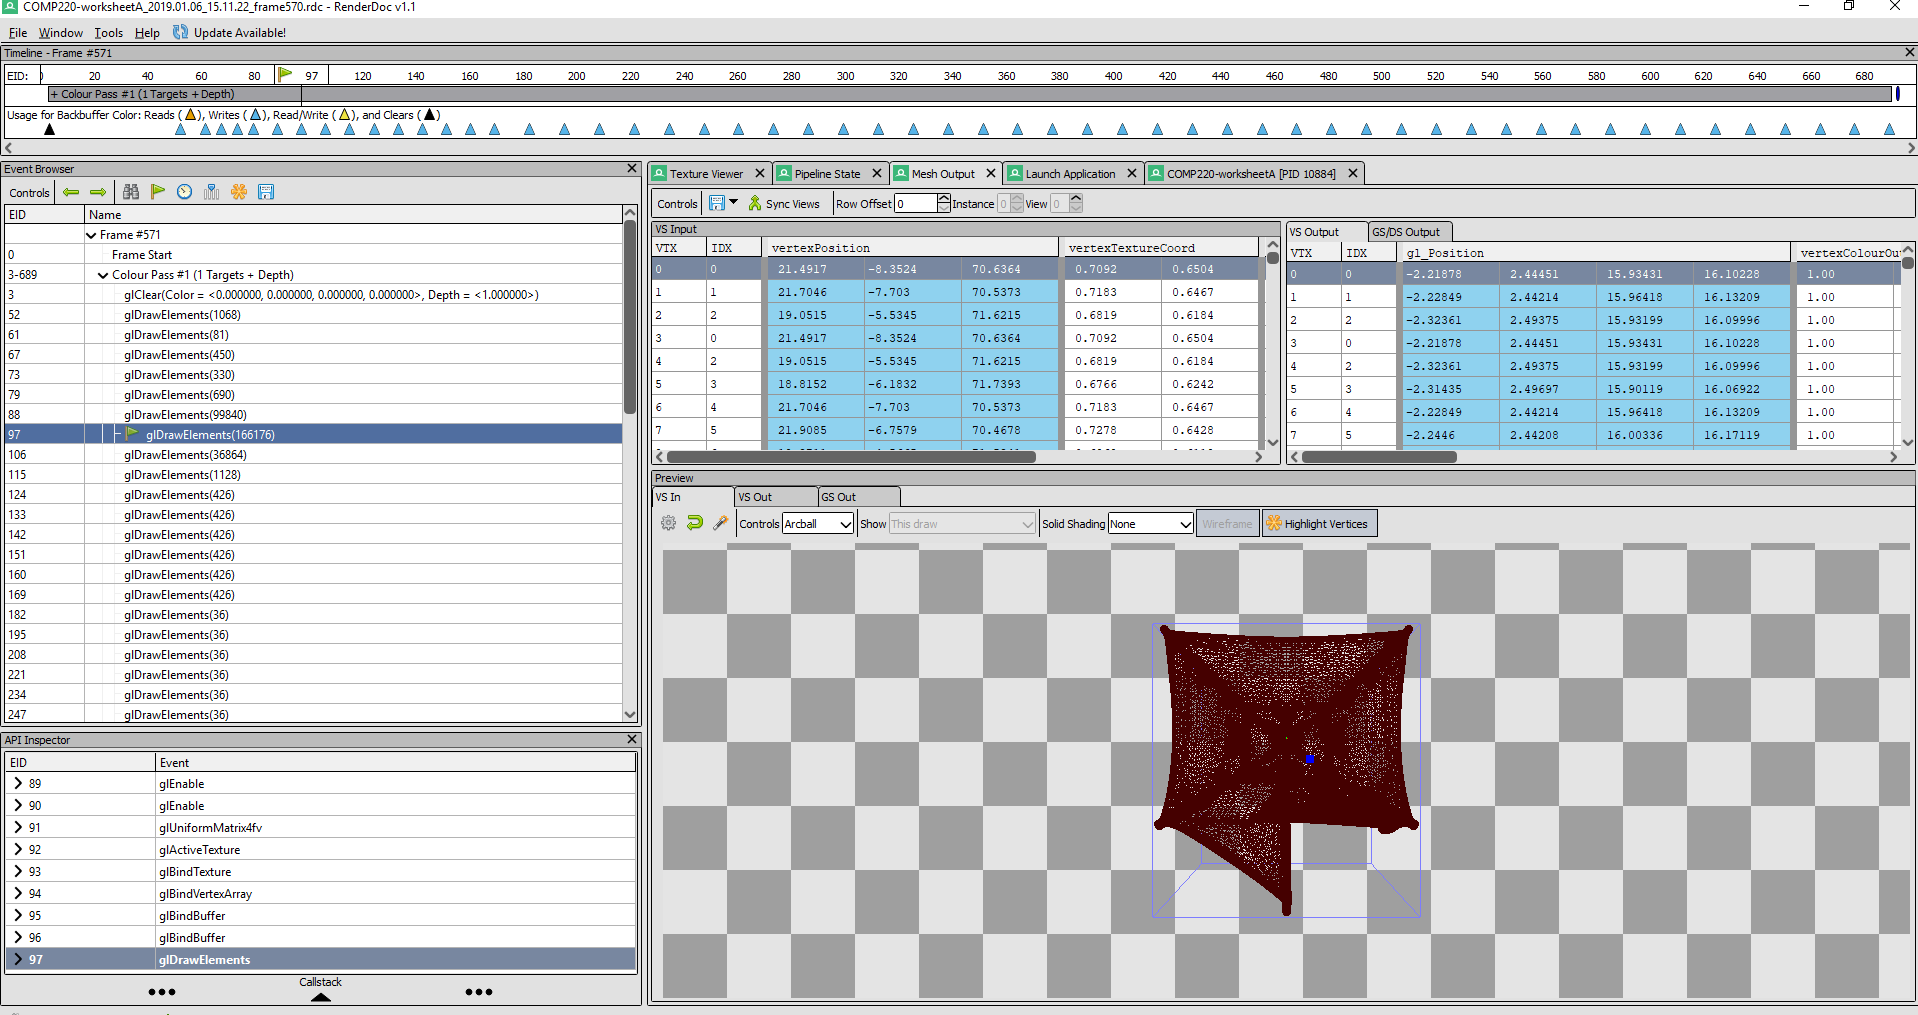 COMP220-worksheetA_2019.01.06_15.11.22_frame570.rdc - RenderDoc v1.1
File Window Tools Help Update Available!
Timeline - Frame #571
EID: 20 40 60 80 97 120 140 160 180 200 220 240 260 280 300 320 340 360 380 400 420 440 460 480 500 520 540 560 580 600 620 640 660 680
+ Colour Pass #1 (1 Targets + Depth)
Usage for Backbuffer Color: Reads ( ), Writes ( ), Read/Write ( ), and Clears ( )
Event Browser
Controls
EID Name
Frame #571
0 Frame Start
3-689 Colour Pass #1 (1 Targets + Depth)
3 glClear(Color = <0.000000, 0.000000, 0.000000, 0.000000>, Depth = <1.000000>)
52 glDrawElements(1068)
61 glDrawElements(81)
67 glDrawElements(450)
73 glDrawElements(330)
79 glDrawElements(690)
88 glDrawElements(99840)
97 glDrawElements(166176)
106 glDrawElements(36864)
115 glDrawElements(1128)
124 glDrawElements(426)
133 glDrawElements(426)
142 glDrawElements(426)
151 glDrawElements(426)
160 glDrawElements(426)
169 glDrawElements(426)
182 glDrawElements(36)
195 glDrawElements(36)
208 glDrawElements(36)
221 glDrawElements(36)
234 glDrawElements(36)
247 glDrawElements(36)
API Inspector
EID Event
89 glEnable
90 glEnable
91 glUniformMatrix4fv
92 glActiveTexture
93 glBindTexture
94 glBindVertexArray
95 glBindBuffer
96 glBindBuffer
97 glDrawElements
Callstack
Texture Viewer Pipeline State Mesh Output Launch Application COMP220-worksheetA [PID 10884]
Controls Sync Views Row Offset 0 Instance 0 View 0
VS Input
VTX IDX vertexPosition vertexTextureCoord
0 0 21.4917 -8.3524 70.6364 0.7092 0.6504
1 1 21.7046 -7.703 70.5373 0.7183 0.6467
2 2 19.0515 -5.5345 71.6215 0.6819 0.6184
3 0 21.4917 -8.3524 70.6364 0.7092 0.6504
4 2 19.0515 -5.5345 71.6215 0.6819 0.6184
5 3 18.8152 -6.1832 71.7393 0.6766 0.6242
6 4 21.7046 -7.703 70.5373 0.7183 0.6467
7 5 21.9085 -6.7579 70.4678 0.7278 0.6428
VS Output GS/DS Output
VTX IDX gl_Position vertexColourOu
0 0 -2.21878 2.44451 15.93431 16.10228 1.00
1 1 -2.22849 2.44214 15.96418 16.13209 1.00
2 2 -2.32361 2.49375 15.93199 16.09996 1.00
3 0 -2.21878 2.44451 15.93431 16.10228 1.00
4 2 -2.32361 2.49375 15.93199 16.09996 1.00
5 3 -2.31435 2.49697 15.90119 16.06922 1.00
6 4 -2.22849 2.44214 15.96418 16.13209 1.00
7 5 -2.2446 2.44208 16.00336 16.17119 1.00
Preview
VS In VS Out GS Out
Controls Arcball Show This draw Solid Shading None Wireframe Highlight Vertices